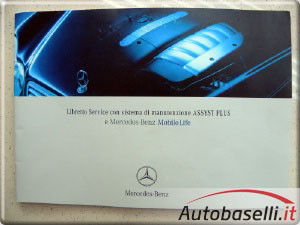 Libretto Service con sistema di manutenzione ASSYST PLUS
e Mercedes-Benz MobiloLife
Mercedes-Benz
Autobaselli.it